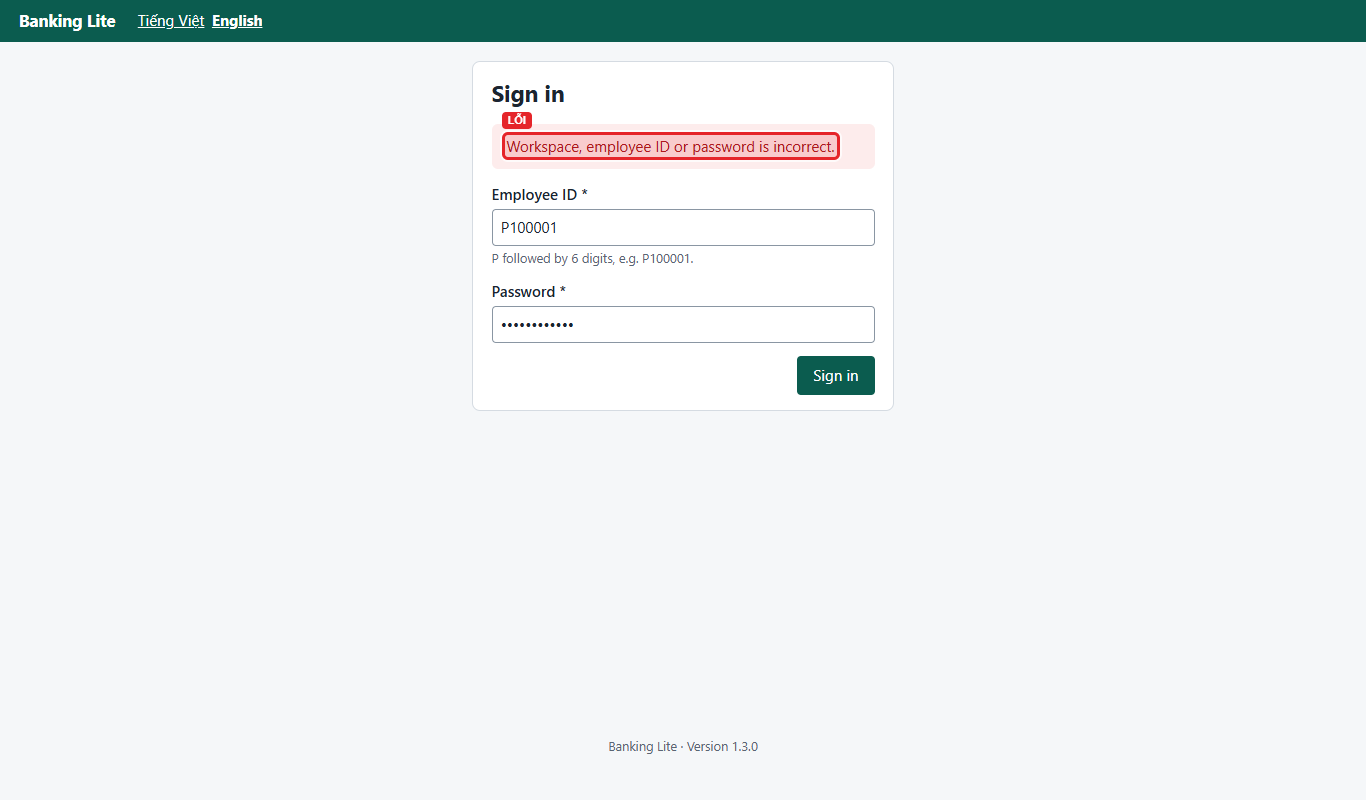 Banking Lite Tiếng Việt English
Sign in
LỖI
Workspace, employee ID or password is incorrect.
Employee ID *
P100001
P followed by 6 digits, e.g. P100001.
Password *
••••••••••••
Sign in
Banking Lite · Version 1.3.0